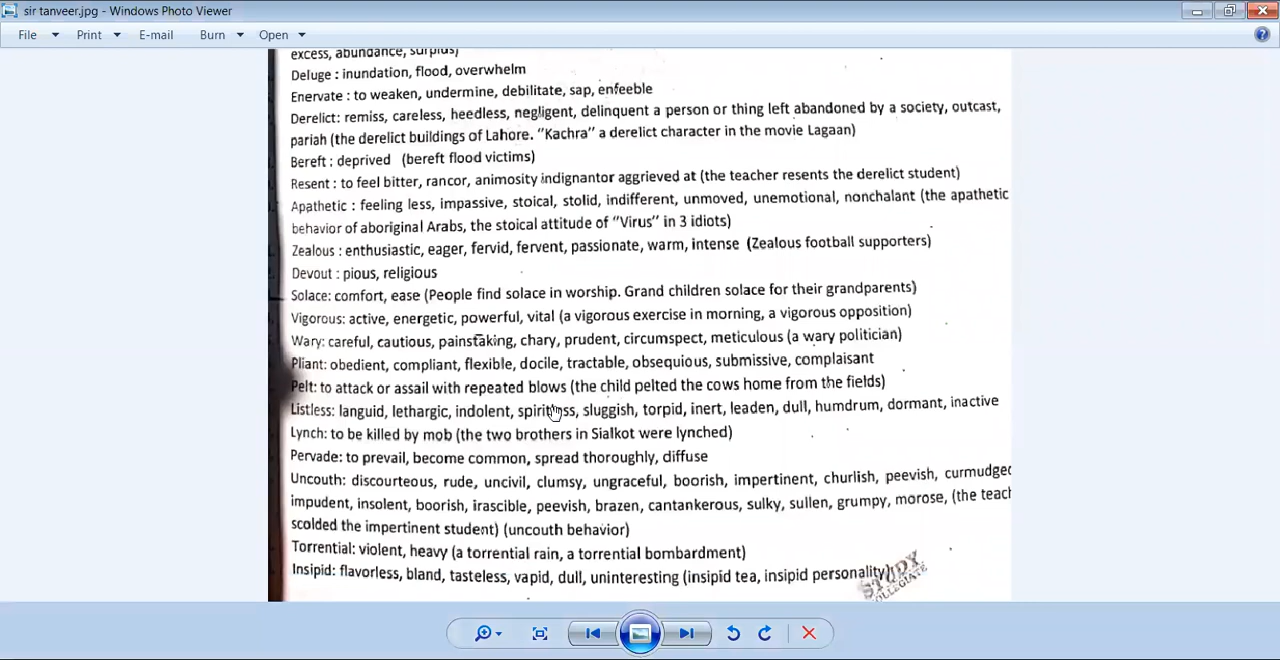 sir tanveer.jpg - Windows Photo Viewer
File Print E-mail Burn Open
excess, abundance, surplus)
Deluge : inundation, flood, overwhelm
Enervate : to weaken, undermine, debilitate, sap, enfeeble
Derelict: remiss, careless, heedless, negligent, delinquent a person or thing left abandoned by a society, outcast,
pariah (the derelict buildings of Lahore. "Kachra" a derelict character in the movie Lagaan)
Bereft : deprived (bereft flood victims)
Resent : to feel bitter, rancor, animosity indignantor aggrieved at (the teacher resents the derelict student)
Apathetic : feeling less, impassive, stoical, stolid, indifferent, unmoved, unemotional, nonchalant (the apathetic
behavior of aboriginal Arabs, the stoical attitude of "Virus" in 3 idiots)
Zealous : enthusiastic, eager, fervid, fervent, passionate, warm, intense (Zealous football supporters)
Devout : pious, religious
Solace: comfort, ease (People find solace in worship. Grand children solace for their grandparents)
Vigorous: active, energetic, powerful, vital (a vigorous exercise in morning, a vigorous opposition)
Wary: careful, cautious, painstaking, chary, prudent, circumspect, meticulous (a wary politician)
Pliant: obedient, compliant, flexible, docile, tractable, obsequious, submissive, complaisant
Pelt: to attack or assail with repeated blows (the child pelted the cows home from the fields)
Listless: languid, lethargic, indolent, spiritless, sluggish, torpid, inert, leaden, dull, humdrum, dormant, inactive
Lynch: to be killed by mob (the two brothers in Sialkot were lynched)
Pervade: to prevail, become common, spread thoroughly, diffuse
Uncouth: discourteous, rude, uncivil, clumsy, ungraceful, boorish, impertinent, churlish, peevish, curmudged
impudent, insolent, boorish, irascible, peevish, brazen, cantankerous, sulky, sullen, grumpy, morose, (the teach
scolded the impertinent student) (uncouth behavior)
Torrential: violent, heavy (a torrential rain, a torrential bombardment)
Insipid: flavorless, bland, tasteless, vapid, dull, uninteresting (insipid tea, insipid personality)
STUDY
COLLEGIATE